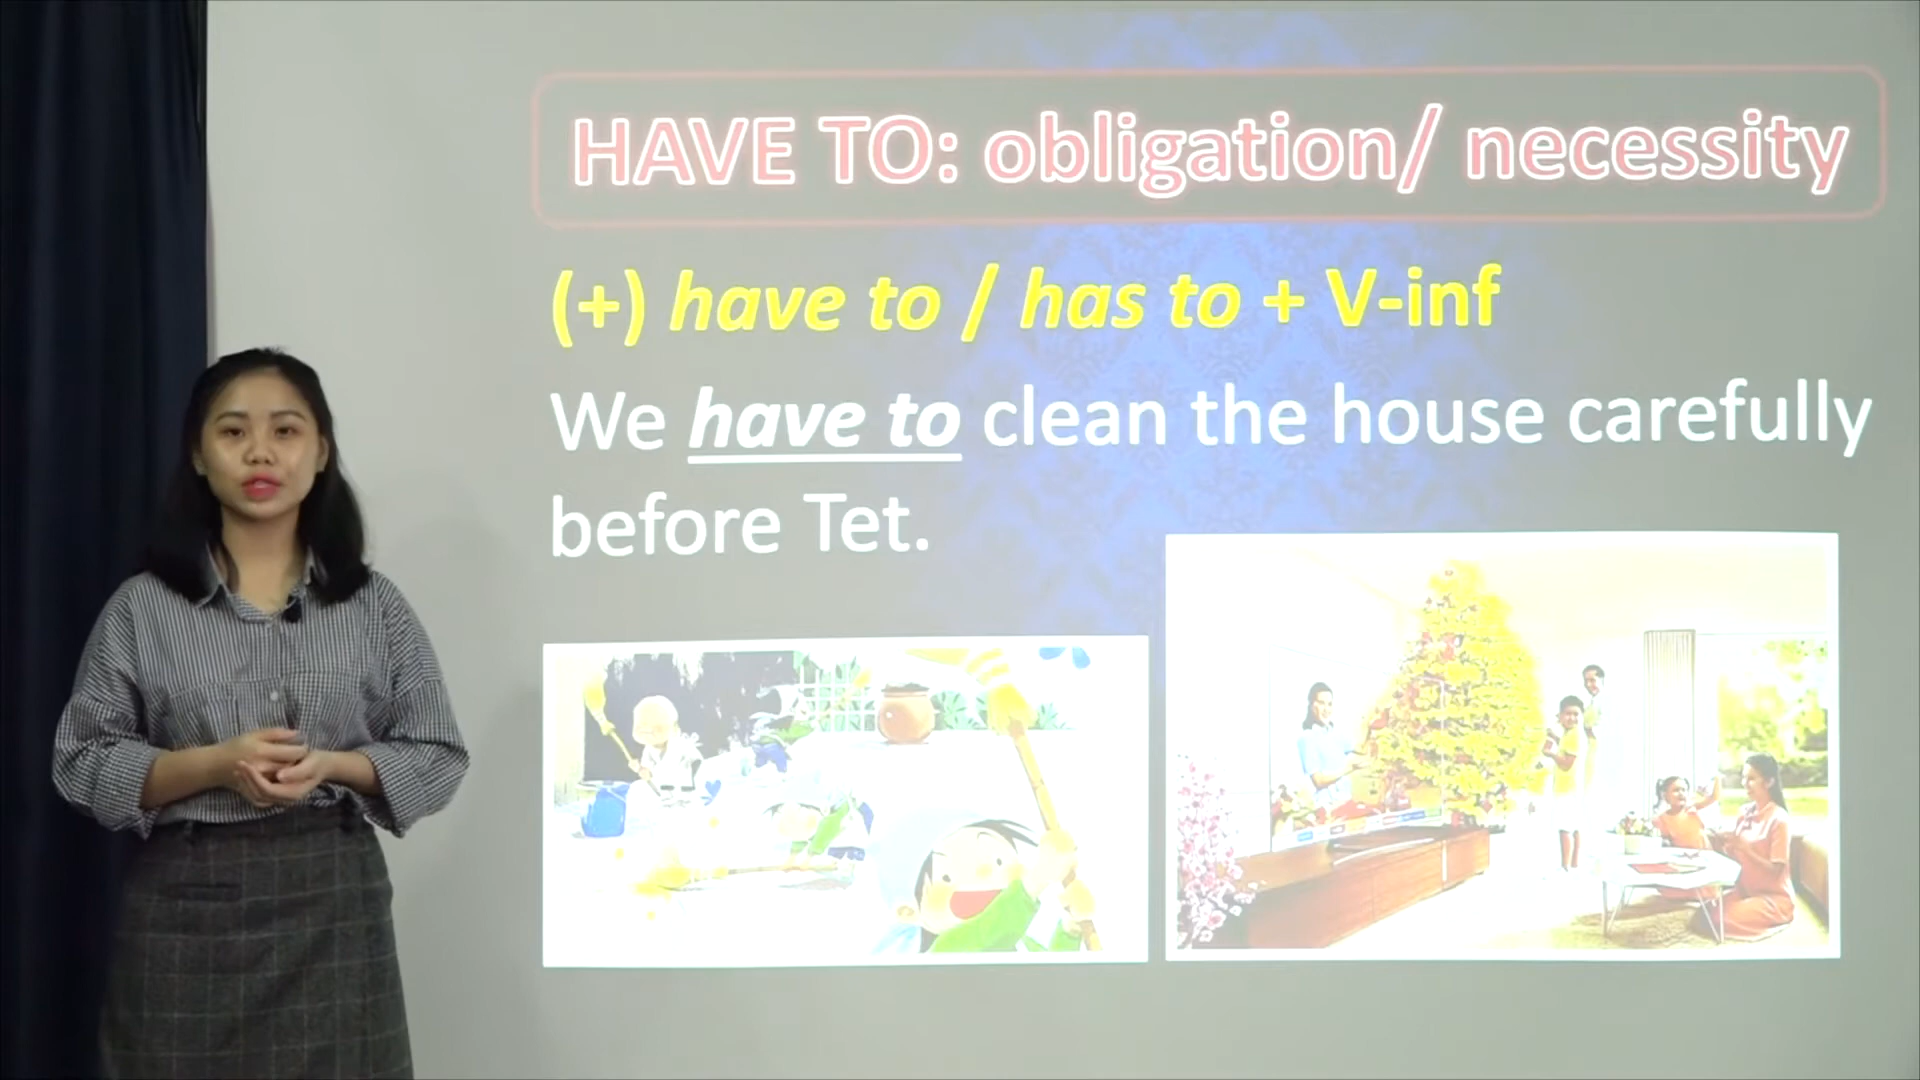 HAVE TO: obligation/ necessity
(+) have to / has to + V-inf
We have to clean the house carefully
before Tet.